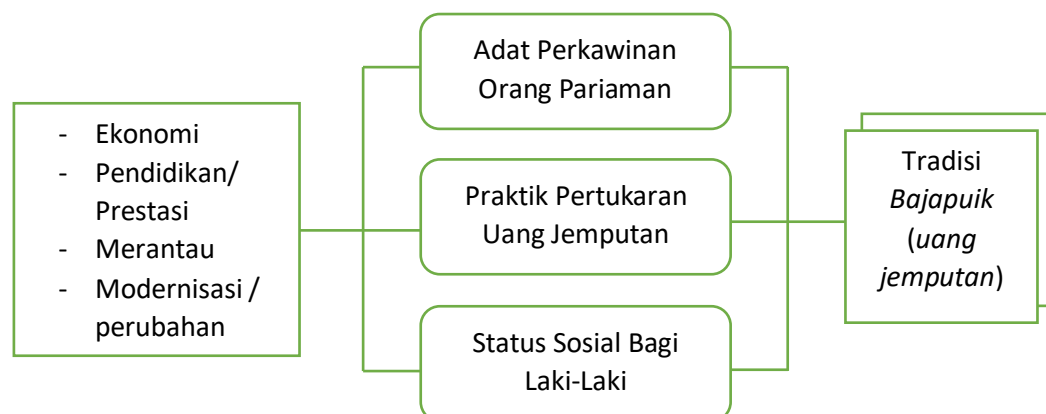 - Ekonomi
- Pendidikan/
Prestasi
- Merantau
- Modernisasi /
perubahan
Adat Perkawinan
Orang Pariaman
Praktik Pertukaran
Uang Jemputan
Status Sosial Bagi
Laki-Laki
Tradisi
Bajapuik
(uang
jemputan)